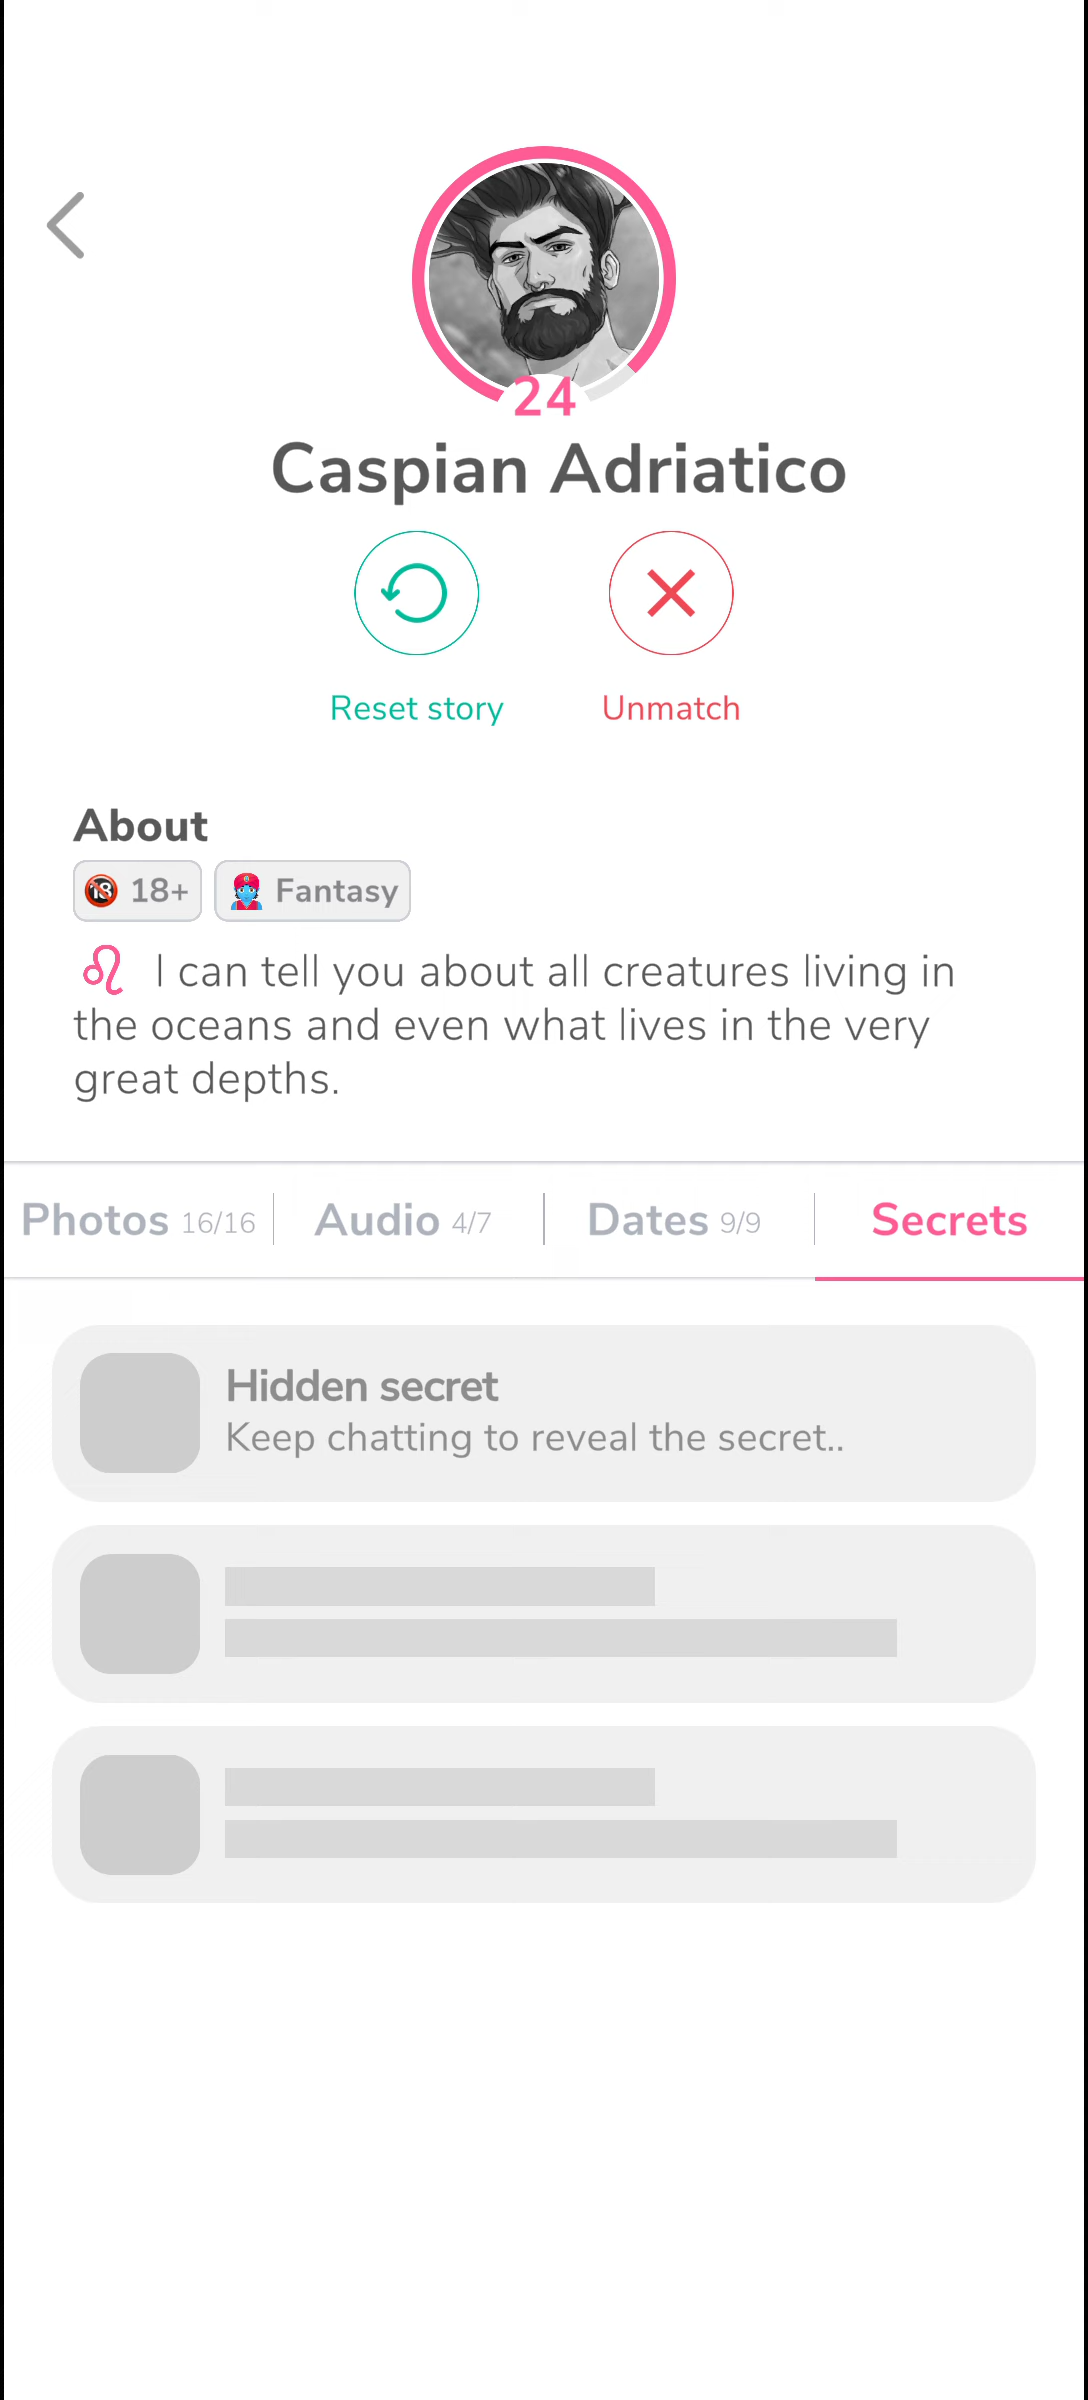 24
Caspian Adriatico
Reset story
Unmatch
About
18+
Fantasy
I can tell you about all creatures living in
the oceans and even what lives in the very
great depths.
Photos 16/16
Audio 4/7
Dates 9/9
Secrets
Hidden secret
Keep chatting to reveal the secret..